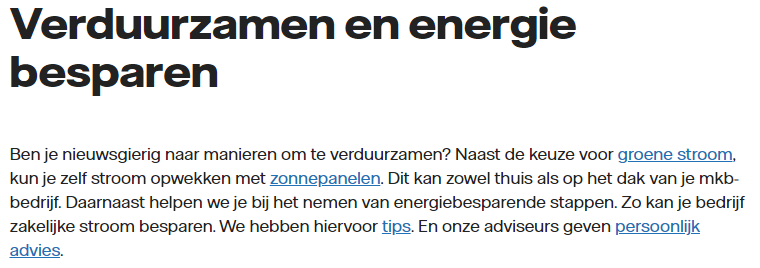 Verduurzamen en energie
besparen
Ben je nieuwsgierig naar manieren om te verduurzamen? Naast de keuze voor groene stroom,
kun je zelf stroom opwekken met zonnepanelen. Dit kan zowel thuis als op het dak van je mkb-
bedrijf. Daarnaast helpen we je bij het nemen van energiebesparende stappen. Zo kan je bedrijf
zakelijke stroom besparen. We hebben hiervoor tips. En onze adviseurs geven persoonlijk
advies.